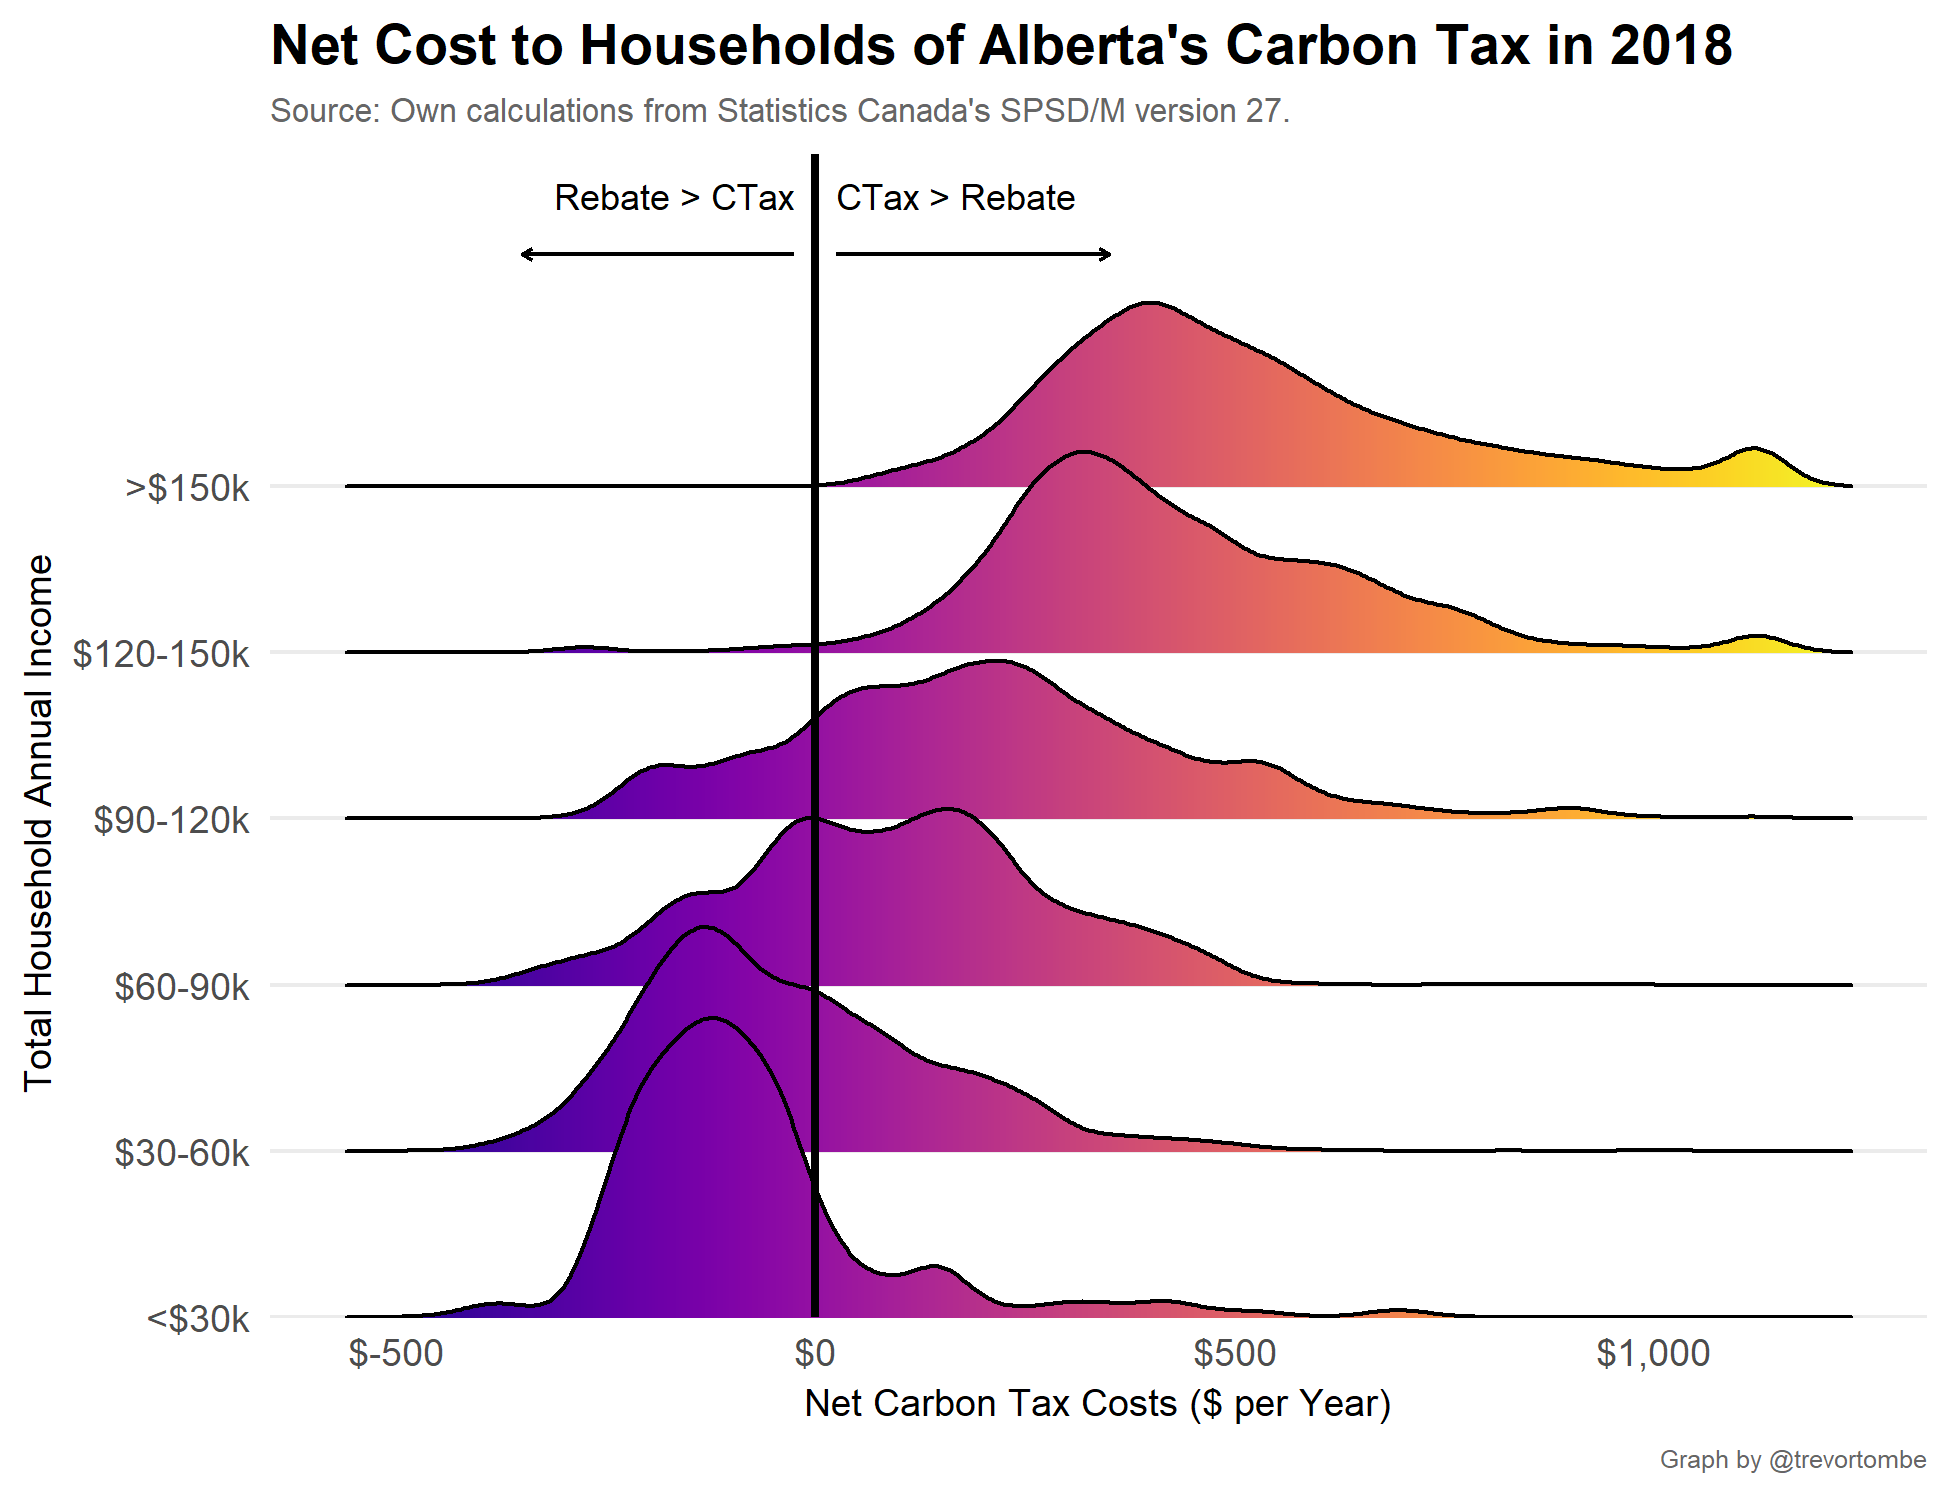 Net Cost to Households of Alberta's Carbon Tax in 2018
Source: Own calculations from Statistics Canada's SPSD/M version 27.
Rebate > CTax
CTax > Rebate
Total Household Annual Income
>$150k
$120-150k
$90-120k
$60-90k
$30-60k
<$30k
$-500
$0
$500
$1,000
Net Carbon Tax Costs ($ per Year)
Graph by @trevortombe